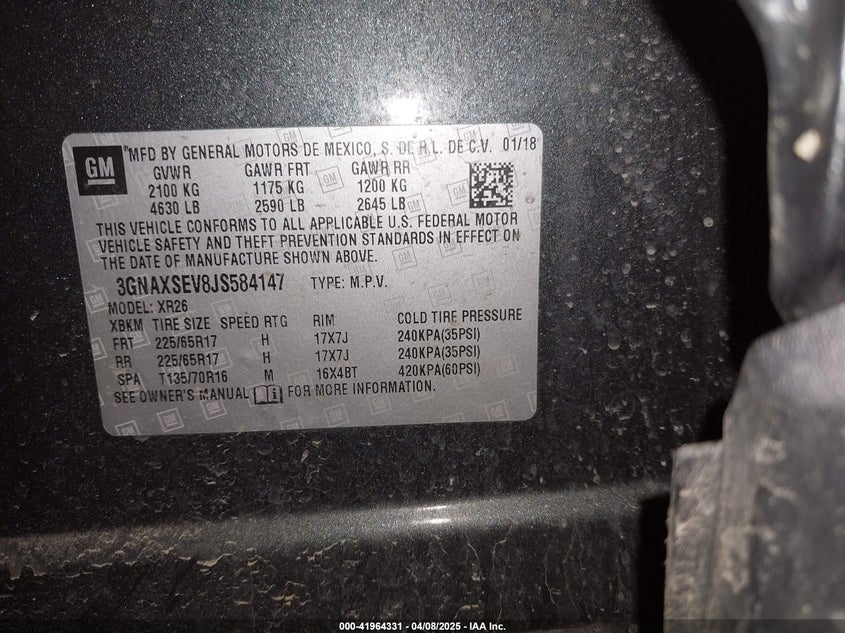 GM
*MFD BY GENERAL MOTORS DE MEXICO, S. DE R.L. DE C.V. 01/18
GVWR GAWR FRT GAWR RR
2100 KG 1175 KG 1200 KG
4630 LB 2590 LB 2645 LB
THIS VEHICLE CONFORMS TO ALL APPLICABLE U.S. FEDERAL MOTOR
VEHICLE SAFETY AND THEFT PREVENTION STANDARDS IN EFFECT ON
THE DATE OF MANUFACTURE SHOWN ABOVE.
3GNAXSEV8JS584147 TYPE: M.P.V.
MODEL: XR26
XBKM TIRE SIZE SPEED RTG RIM COLD TIRE PRESSURE
FRT 225/65R17 H 17X7J 240KPA(35PSI)
RR 225/65R17 H 17X7J 240KPA(35PSI)
SPA T135/70R16 M 16X4BT 420KPA(60PSI)
SEE OWNER'S MANUAL FOR MORE INFORMATION.
000-41964331 - 04/08/2025 - IAA Inc.